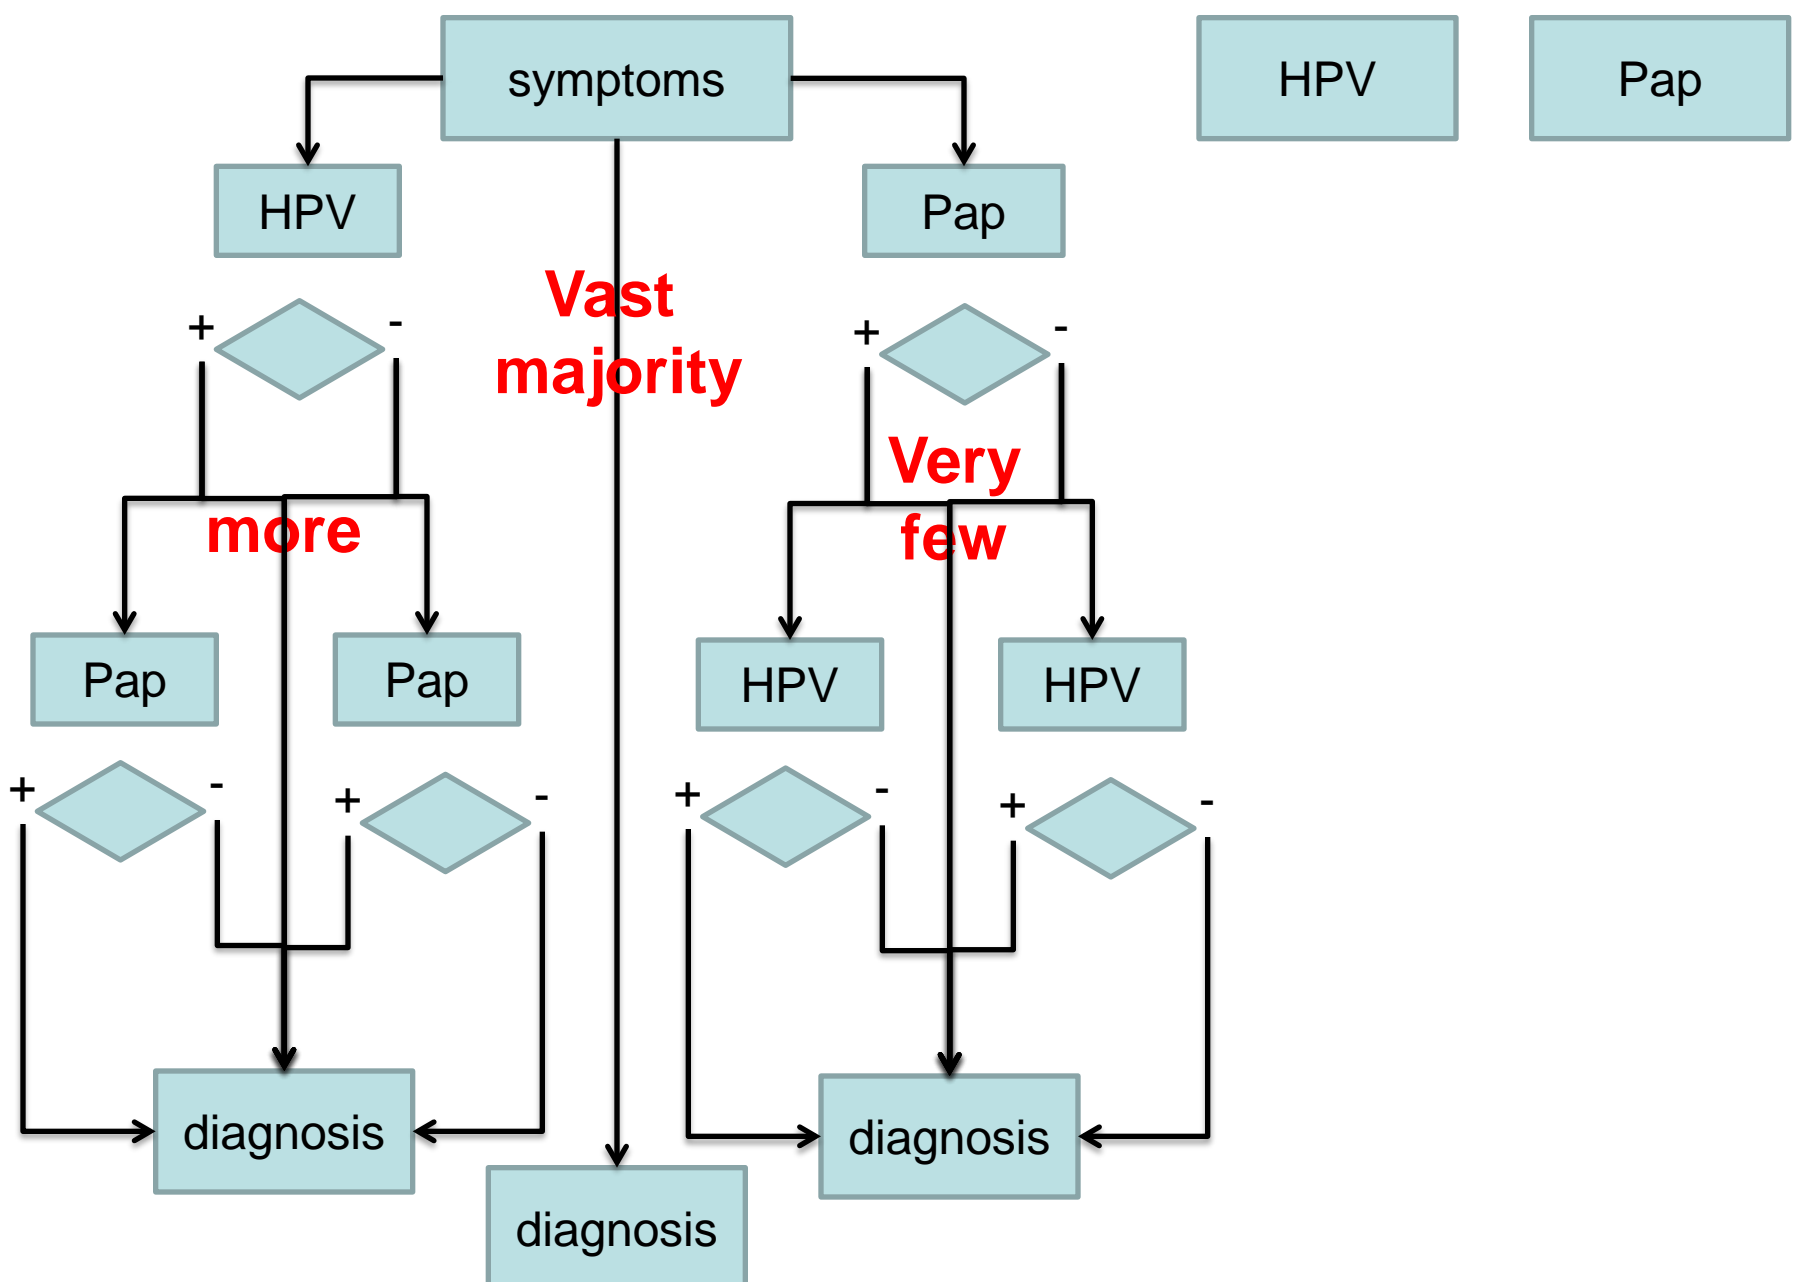 symptoms
HPV
Pap
HPV
Pap
Vast
majority
+
-
+
-
Very
few
more
Pap
Pap
HPV
HPV
+
-
+
-
+
-
+
-
diagnosis
diagnosis
diagnosis